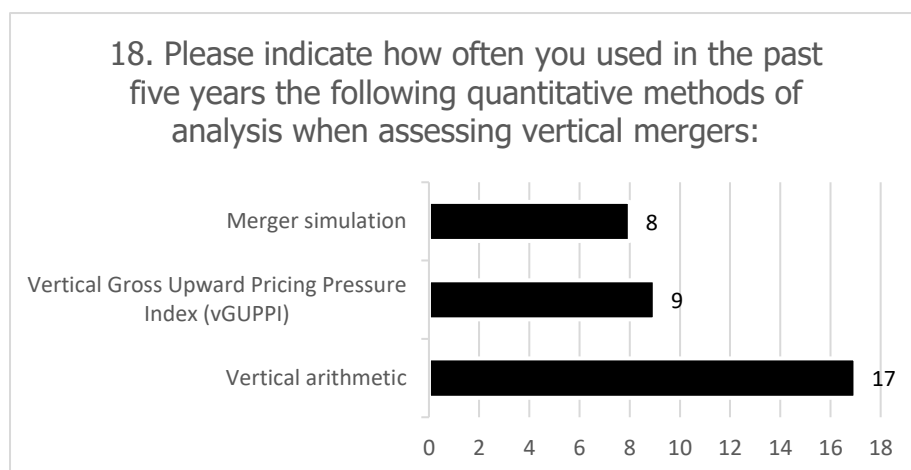 18. Please indicate how often you used in the past
five years the following quantitative methods of
analysis when assessing vertical mergers:
Merger simulation
8
Vertical Gross Upward Pricing Pressure
Index (vGUPPI)
9
Vertical arithmetic
17
0 2 4 6 8 10 12 14 16 18